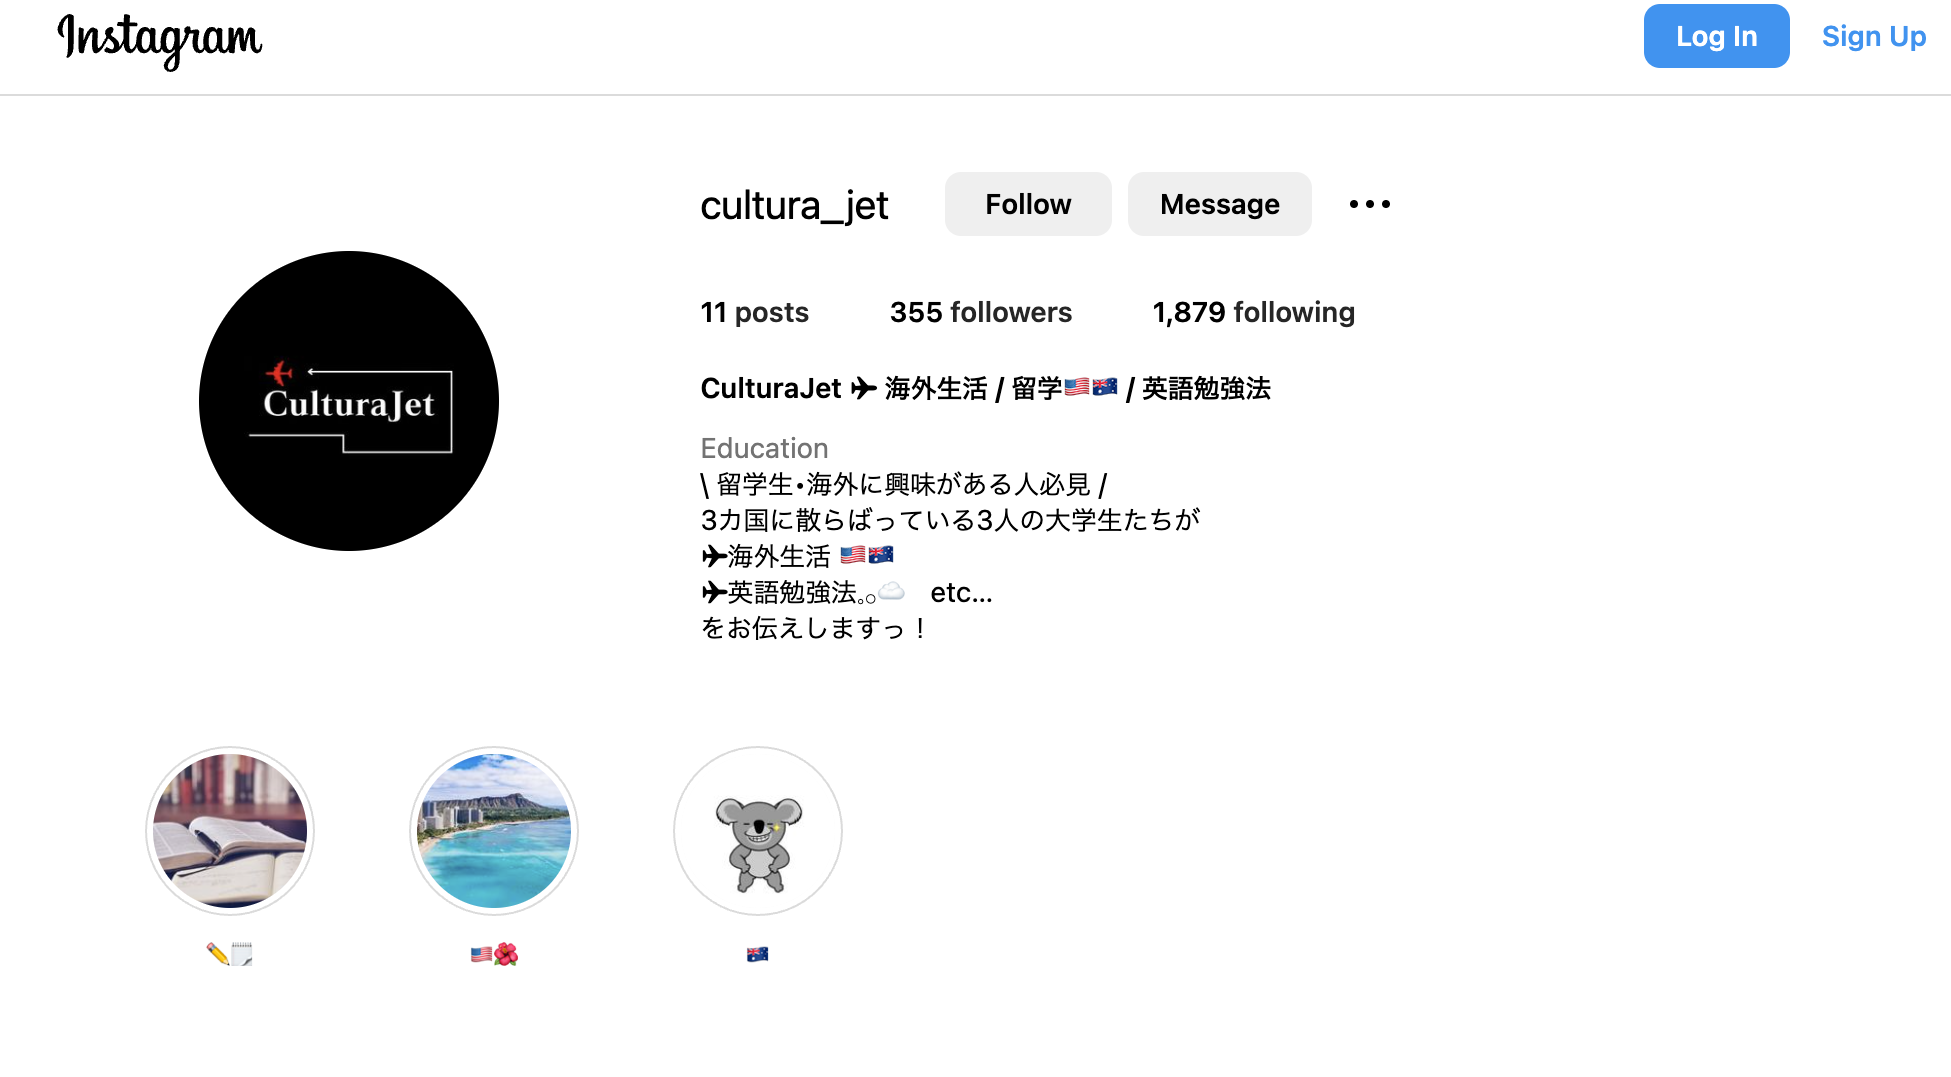 Instagram
Log In
Sign Up
cultura_jet
Follow
Message
11 posts
355 followers
1,879 following
CulturaJet
CulturaJet ✈ 海外生活 / 留学🇺🇸🇦🇺 / 英語勉強法
Education
\ 留学生•海外に興味がある人必見 /
3カ国に散らばっている3人の大学生たちが
✈海外生活 🇺🇸🇦🇺
✈英語勉強法｡○☁️　etc...
をお伝えしますっ！
✏️🗒️
🇺🇸🌺
🇦🇺